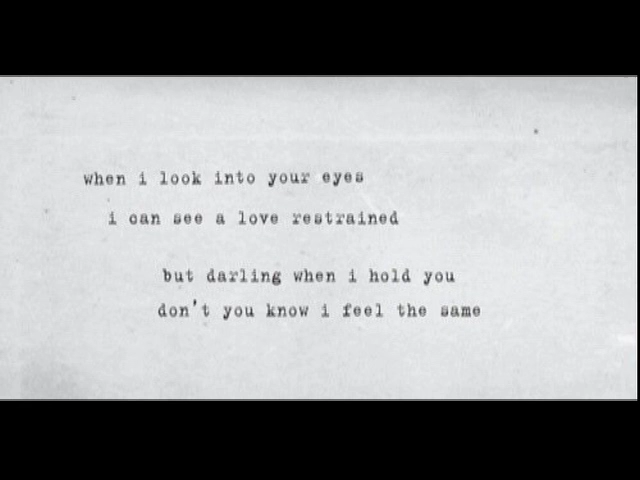 when i look into your eyes
i can see a love restrained
but darling when i hold you
don't you know i feel the same